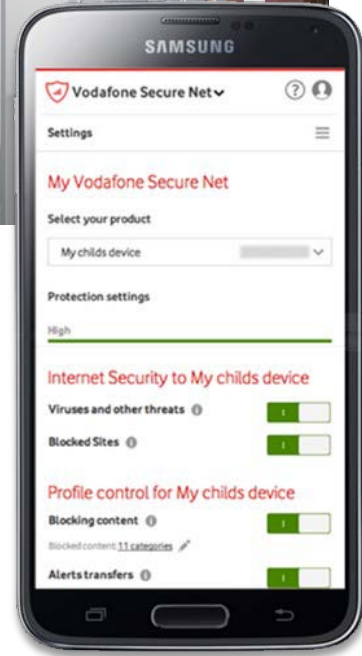 SAMSUNG
Vodafone Secure Net
Settings
My Vodafone Secure Net
Select your product
My childs device
Protection settings
High
Internet Security to My childs device
Viruses and other threats
Blocked Sites
Profile control for My childs device
Blocking content
Blocked content: 11 categories
Alerts transfers